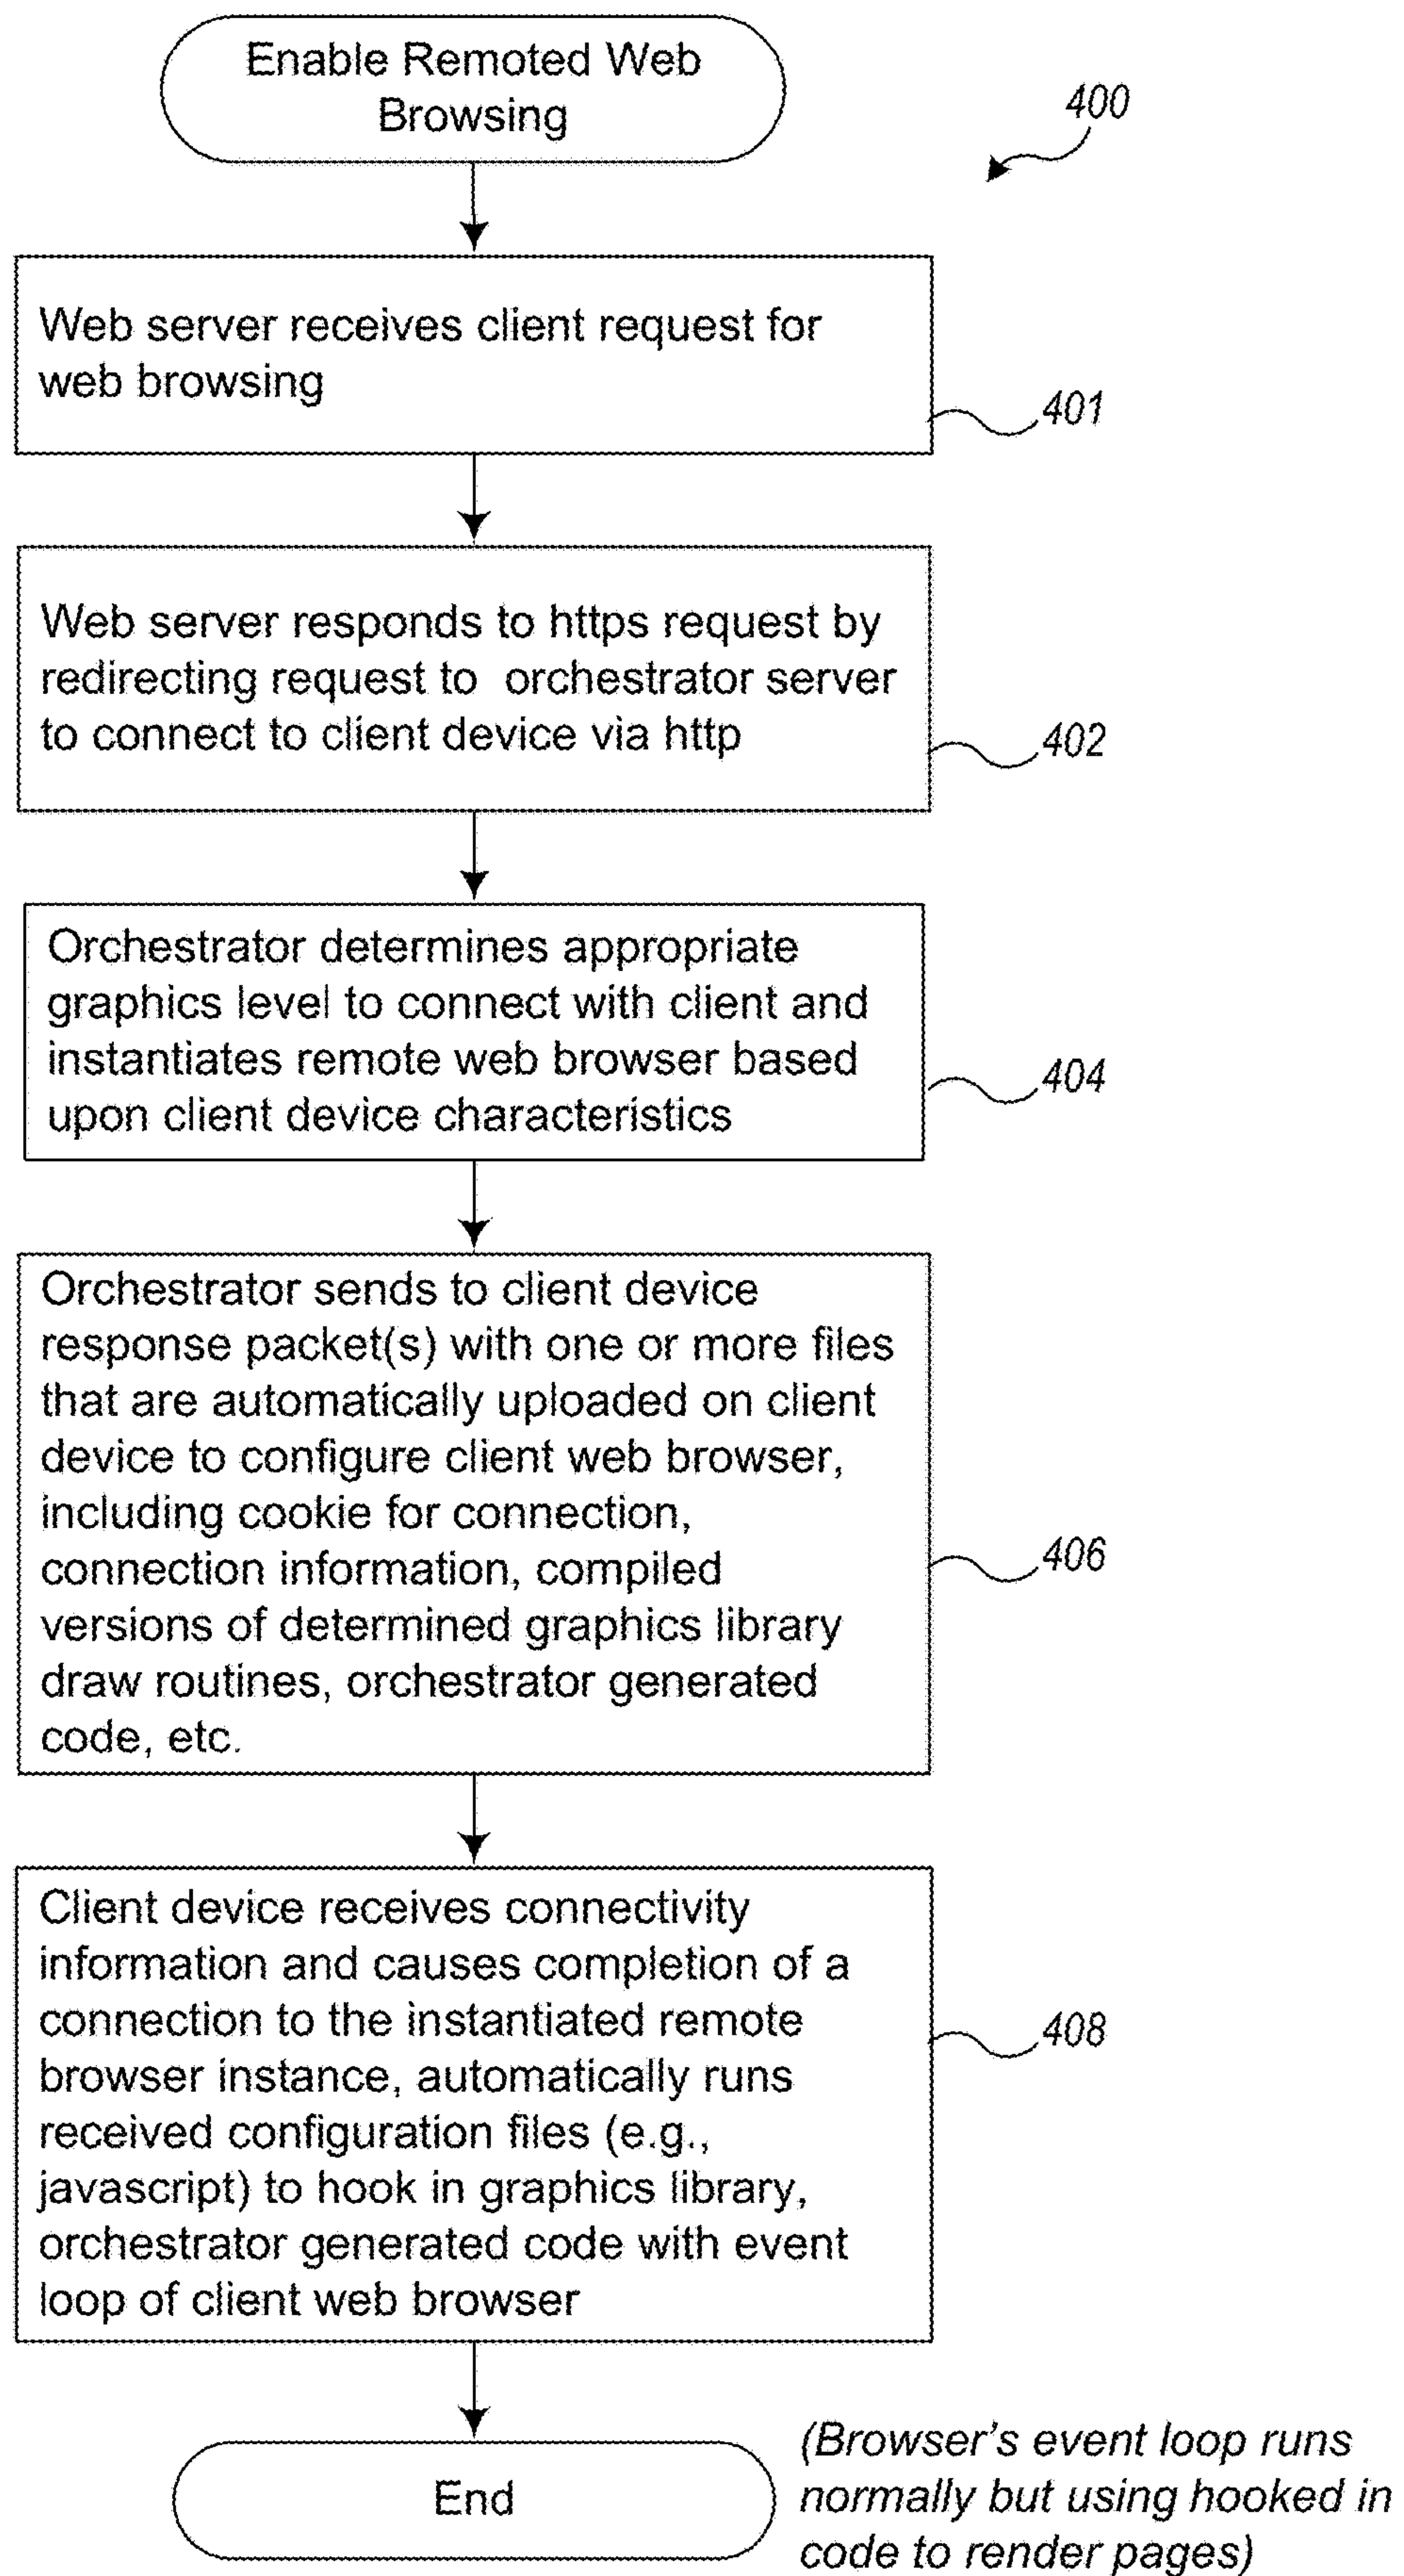 Enable Remoted Web
Browsing
400
Web server receives client request for
web browsing
401
Web server responds to https request by
redirecting request to orchestrator server
to connect to client device via http
402
Orchestrator determines appropriate
graphics level to connect with client and
instantiates remote web browser based
upon client device characteristics
404
Orchestrator sends to client device
response packet(s) with one or more files
that are automatically uploaded on client
device to configure client web browser,
including cookie for connection,
connection information, compiled
versions of determined graphics library
draw routines, orchestrator generated
code, etc.
406
Client device receives connectivity
information and causes completion of a
connection to the instantiated remote
browser instance, automatically runs
received configuration files (e.g.,
javascript) to hook in graphics library,
orchestrator generated code with event
loop of client web browser
408
End
(Browser's event loop runs
normally but using hooked in
code to render pages)